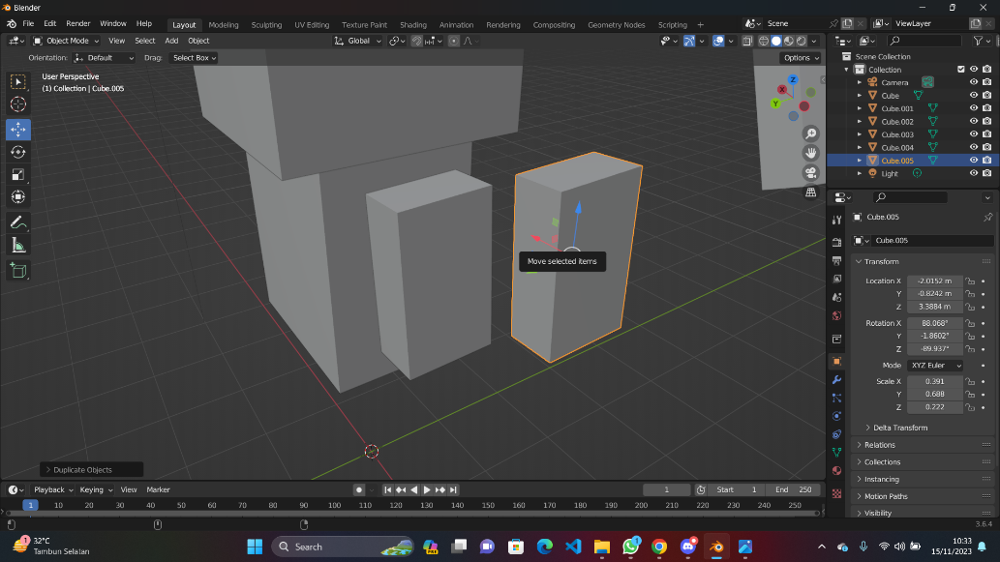 Blender
File Edit Render Window Help
Layout Modeling Sculpting UV Editing Texture Paint Shading Animation Rendering Compositing Geometry Nodes Scripting +
Scene ViewLayer
Object Mode View Select Add Object Global
Orientation: Default Drag: Select Box Options
User Perspective
(1) Collection | Cube.005
Z
X
Y
Move selected items
Duplicate Objects
Scene Collection
Collection
Camera
Cube
Cube.001
Cube.002
Cube.003
Cube.004
Cube.005
Light
Cube.005
Cube.005
Transform
Location X -2.0152 m
Y -0.8242 m
Z 3.3884 m
Rotation X 88.068°
Y -1.8602°
Z -89.937°
Mode XYZ Euler
Scale X 0.391
Y 0.688
Z 0.222
Delta Transform
Relations
Collections
Instancing
Motion Paths
Visibility
Playback Keying View Marker 1 Start 1 End 250
1 10 20 30 40 50 60 70 80 90 100 110 120 130 140 150 160 170 180 190 200 210 220 230 240 250
3.6.4
1
32°C
Tambun Selatan
Search
1
10:33
15/11/2023